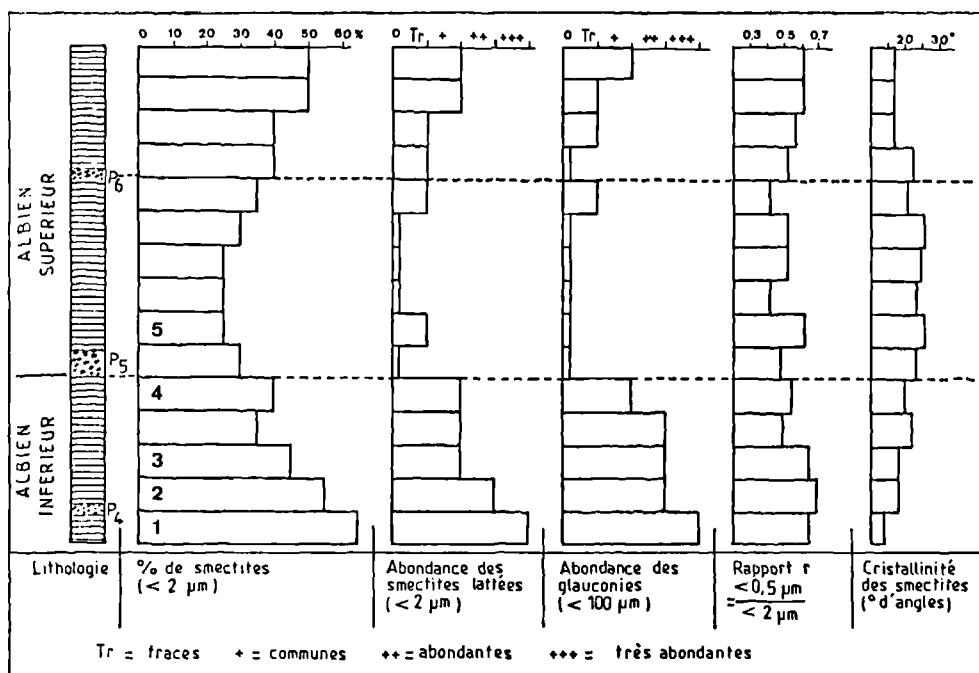 0 10 20 30 40 50 60 %
0 Tr + ++ +++
0 Tr + ++ +++
0,3 0,5 0,7
20 30°
ALBIEN SUPERIEUR
ALBIEN INFERIEUR
P6
P5
P4
5
4
3
2
1
Lithologie
% de smectites
(< 2 µm)
Abondance des
smectites lattées
(< 2 µm)
Abondance des
glauconies
(< 100 µm)
Rapport r
= <0,5 µm
< 2 µm
Cristallinité
des smectites
(° d'angles)
Tr = traces + = communes ++ = abondantes +++ = très abondantes